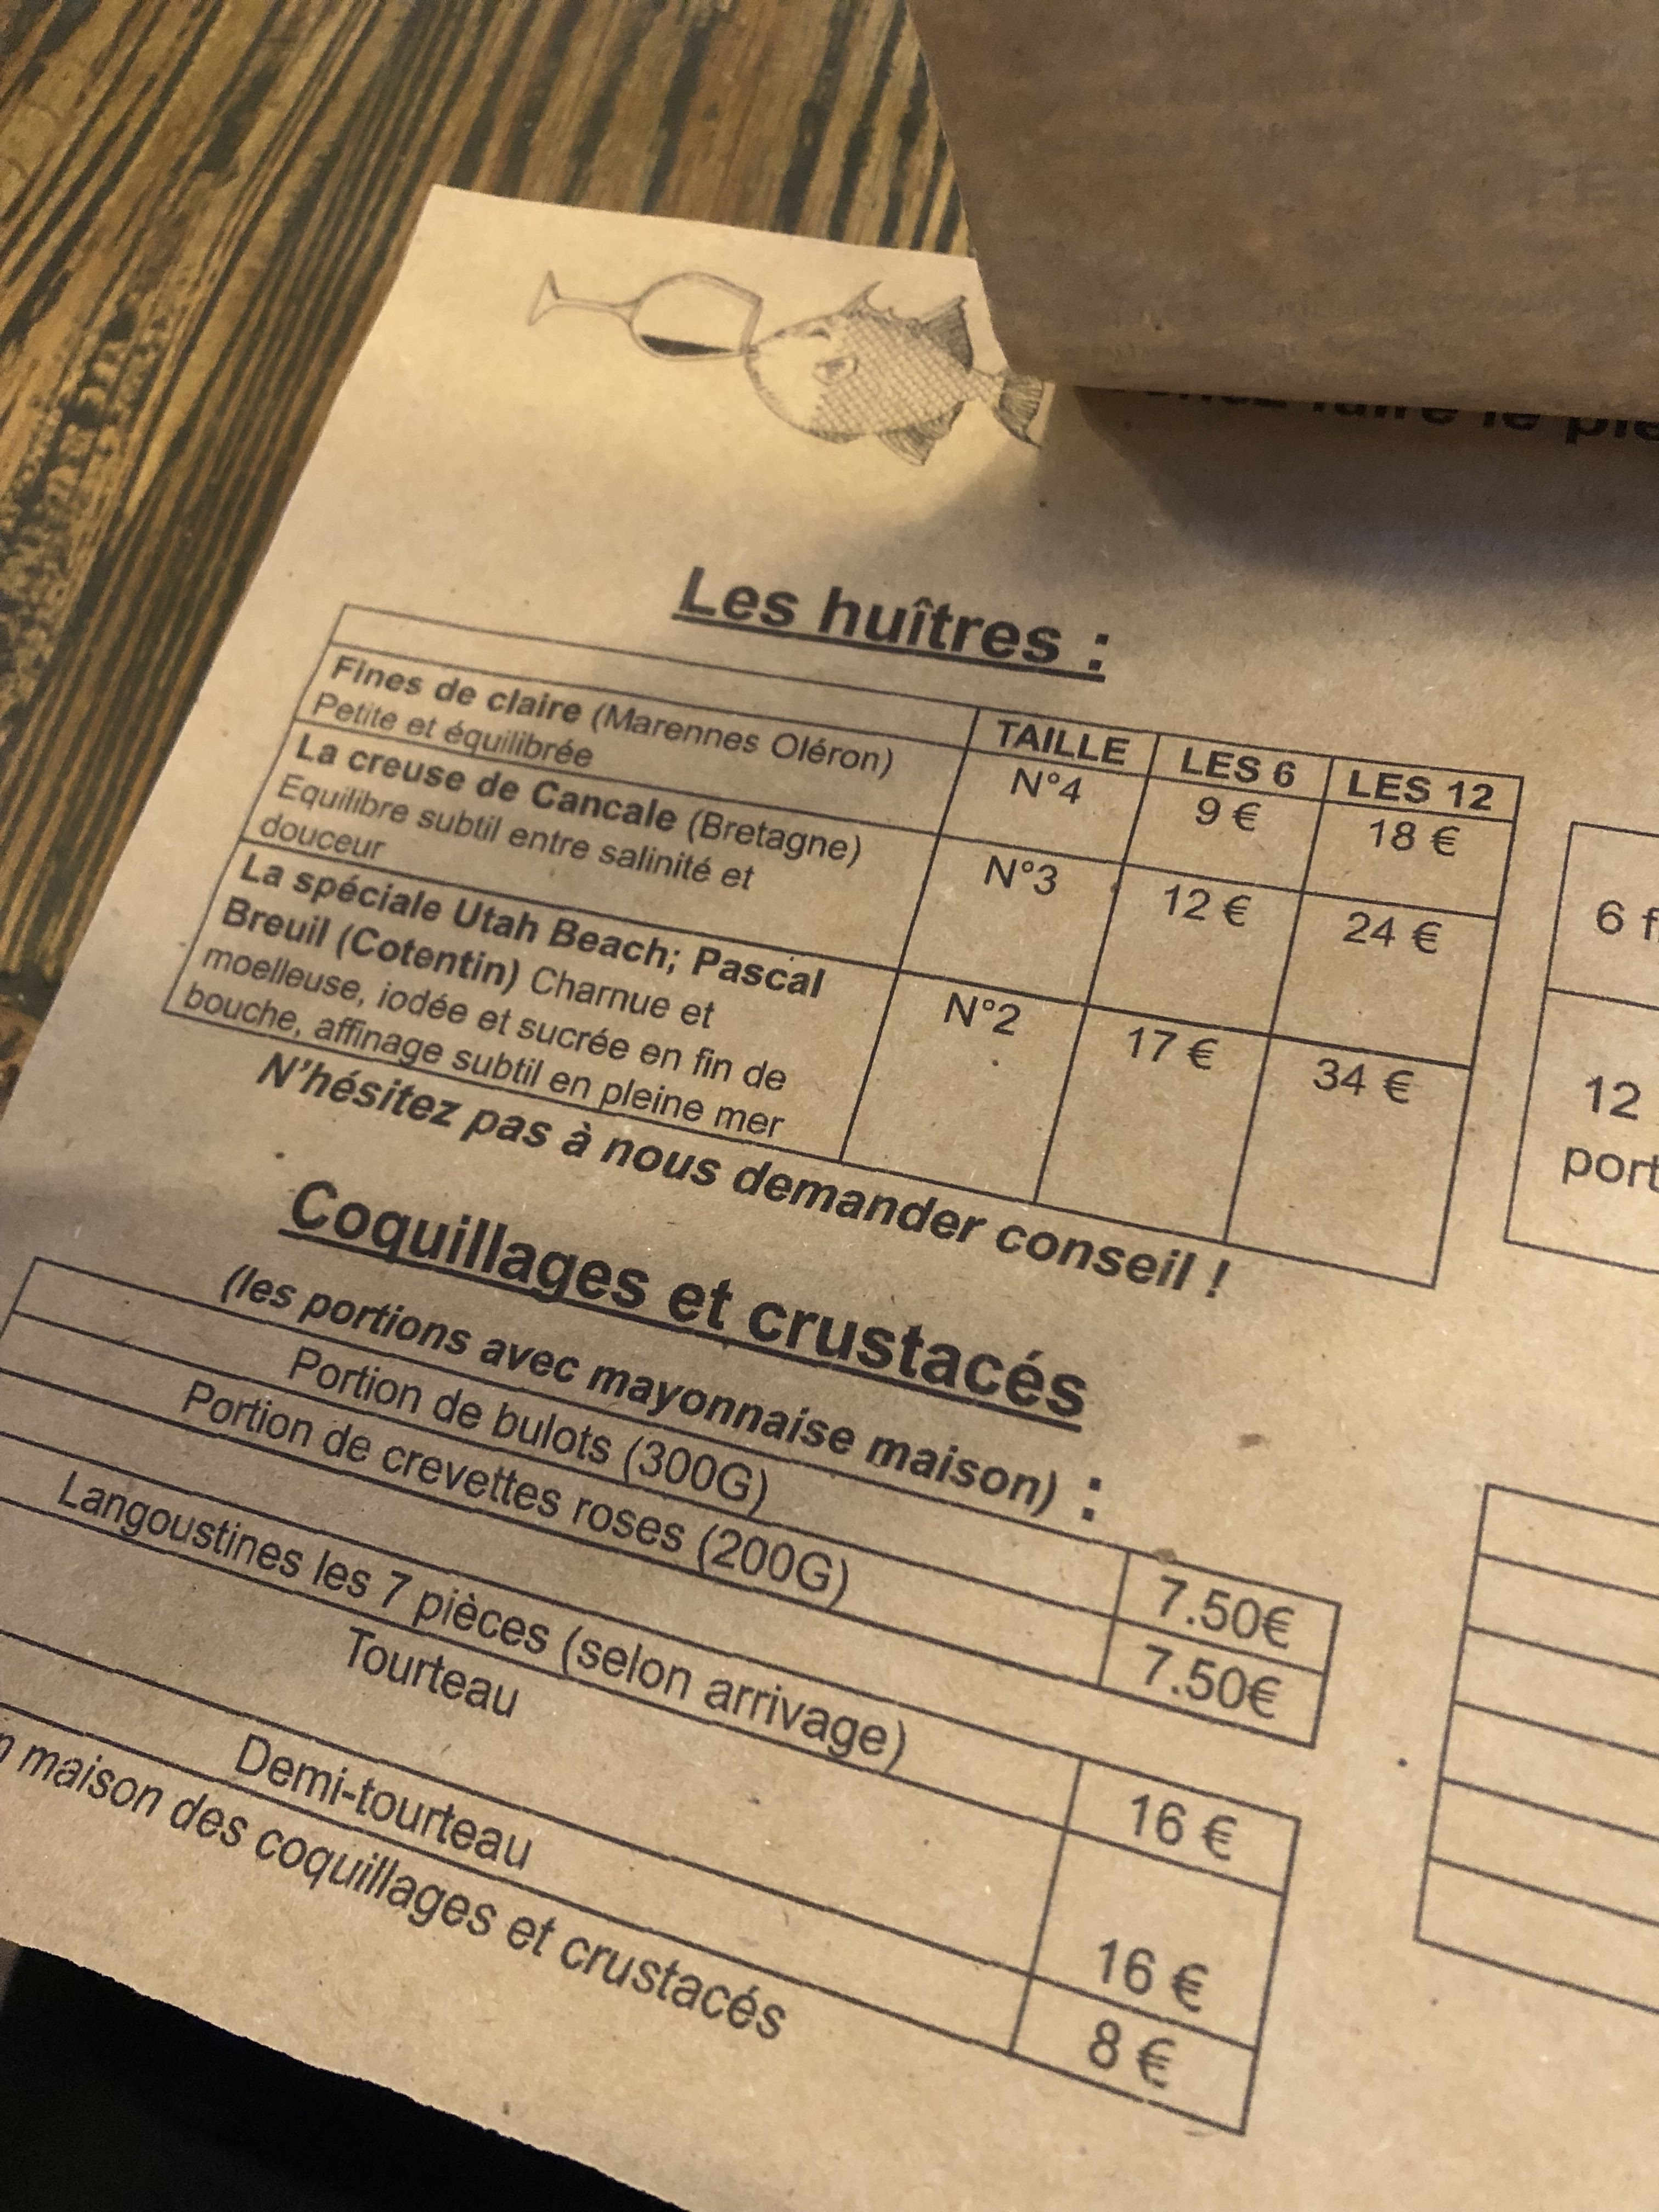 Les huîtres :
TAILLE LES 6 LES 12
Fines de claire (Marennes Oléron)
Petite et équilibrée
N°4 9 € 18 €
La creuse de Cancale (Bretagne)
Equilibre subtil entre salinité et
douceur
N°3 12 € 24 €
La spéciale Utah Beach; Pascal
Breuil (Cotentin) Charnue et
moelleuse, iodée et sucrée en fin de
bouche, affinage subtil en pleine mer
N°2 17 € 34 €
N'hésitez pas à nous demander conseil !
Coquillages et crustacés
(les portions avec mayonnaise maison) :
Portion de bulots (300G) 7.50€
Portion de crevettes roses (200G) 7.50€
Langoustines les 7 pièces (selon arrivage) 16 €
Tourteau 16 €
Demi-tourteau 8 €
maison des coquillages et crustacés
faire le
6
12